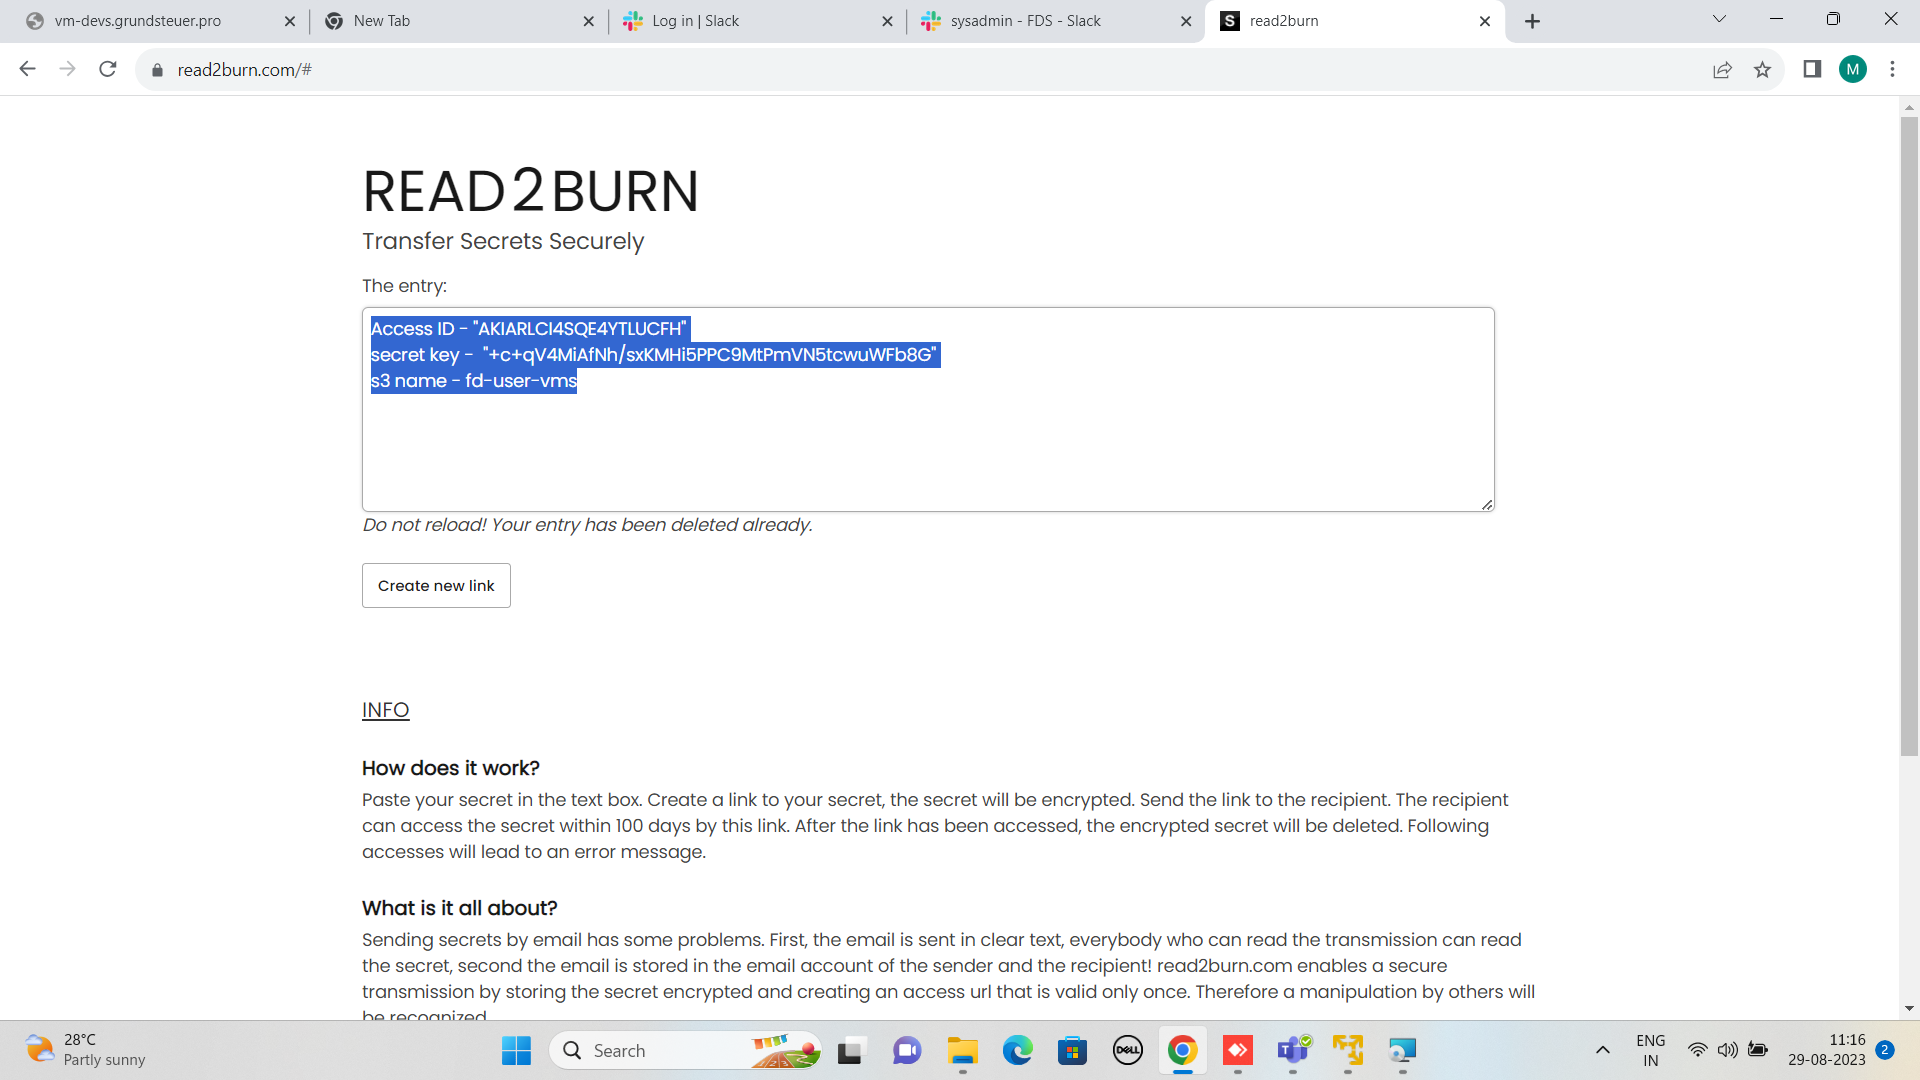 vm-devs.grundsteuer.pro
New Tab
Log in | Slack
sysadmin - FDS - Slack
S
read2burn
read2burn.com/#
M
READ2BURN
Transfer Secrets Securely
The entry:
Access ID - "AKIARLCI4SQE4YTLUCFH"
secret key -  "+c+qV4MiAfNh/sxKMHi5PPC9MtPmVN5tcwuWFb8G"
s3 name - fd-user-vms
Do not reload! Your entry has been deleted already.
Create new link
INFO
How does it work?
Paste your secret in the text box. Create a link to your secret, the secret will be encrypted. Send the link to the recipient. The recipient
can access the secret within 100 days by this link. After the link has been accessed, the encrypted secret will be deleted. Following
accesses will lead to an error message.
What is it all about?
Sending secrets by email has some problems. First, the email is sent in clear text, everybody who can read the transmission can read
the secret, second the email is stored in the email account of the sender and the recipient! read2burn.com enables a secure
transmission by storing the secret encrypted and creating an access url that is valid only once. Therefore a manipulation by others will
be recognized.
28°C
Partly sunny
Search
DELL
ENG
IN
11:16
29-08-2023
2